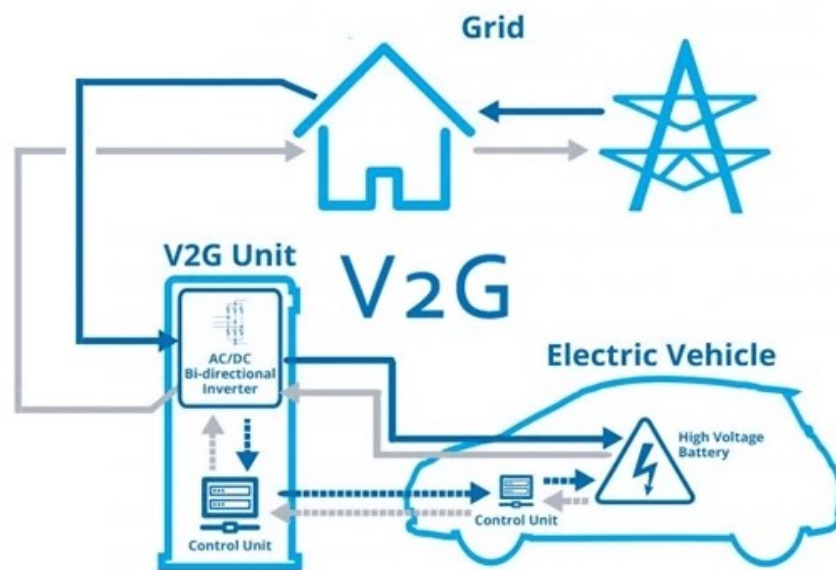 Grid
V2G Unit
V2G
AC/DC
Bi-directional
Inverter
Electric Vehicle
High Voltage
Battery
Control Unit
Control Unit